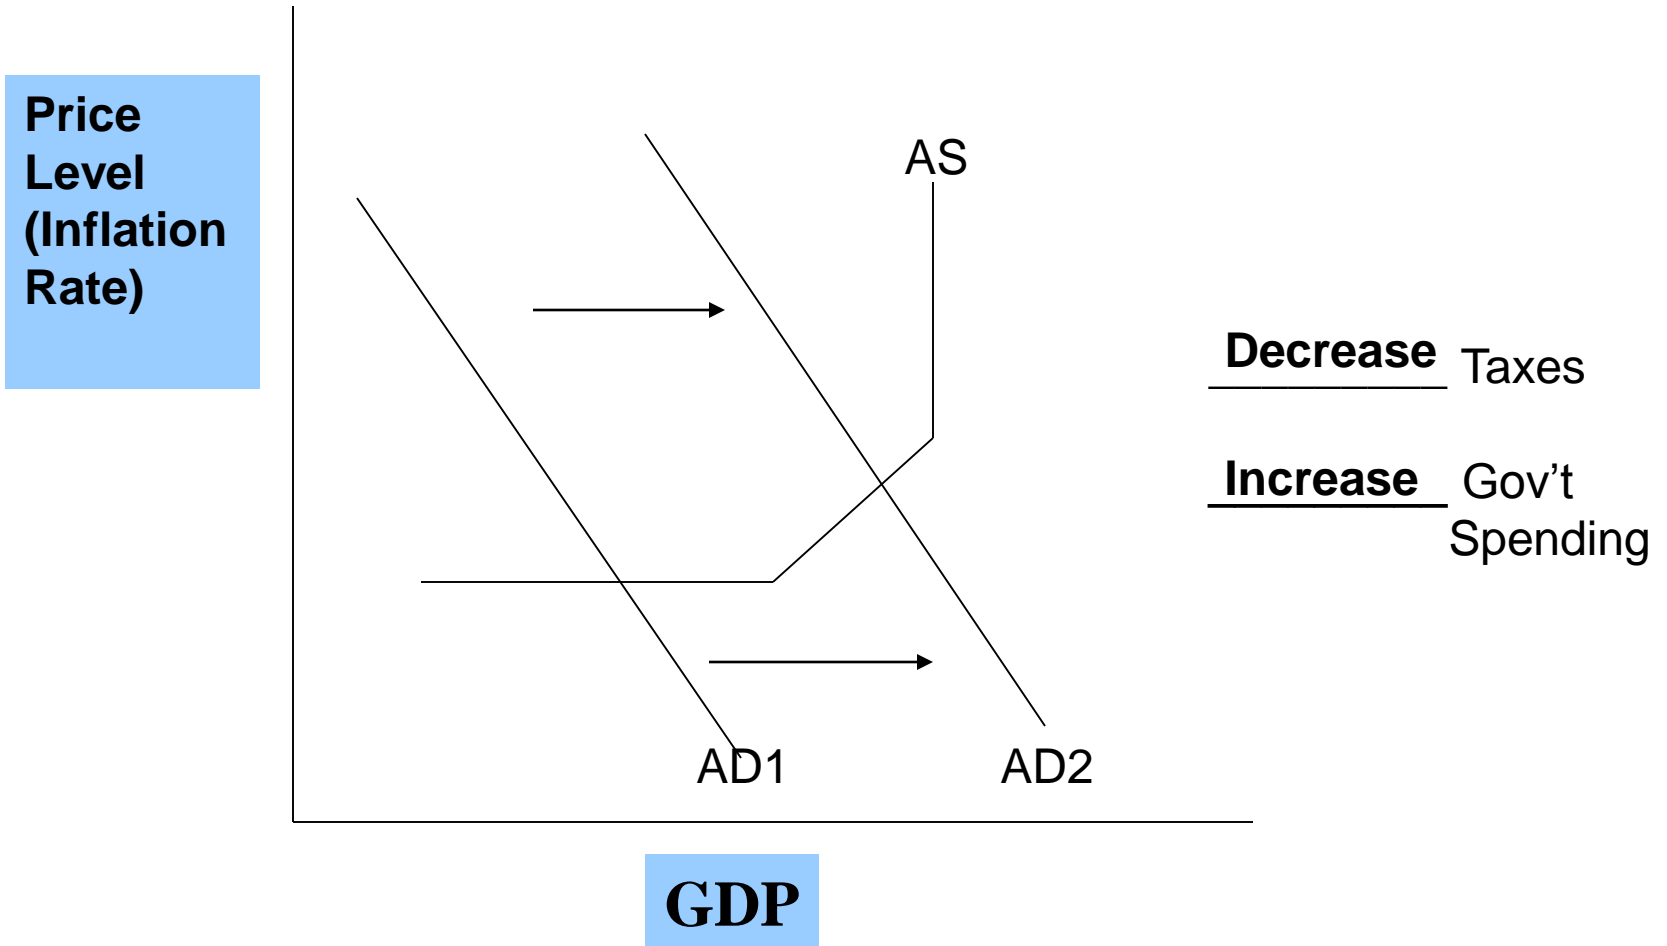 Price
Level
(Inflation
Rate)
AS
Decrease Taxes
Increase Gov’t
Spending
AD1 AD2
GDP